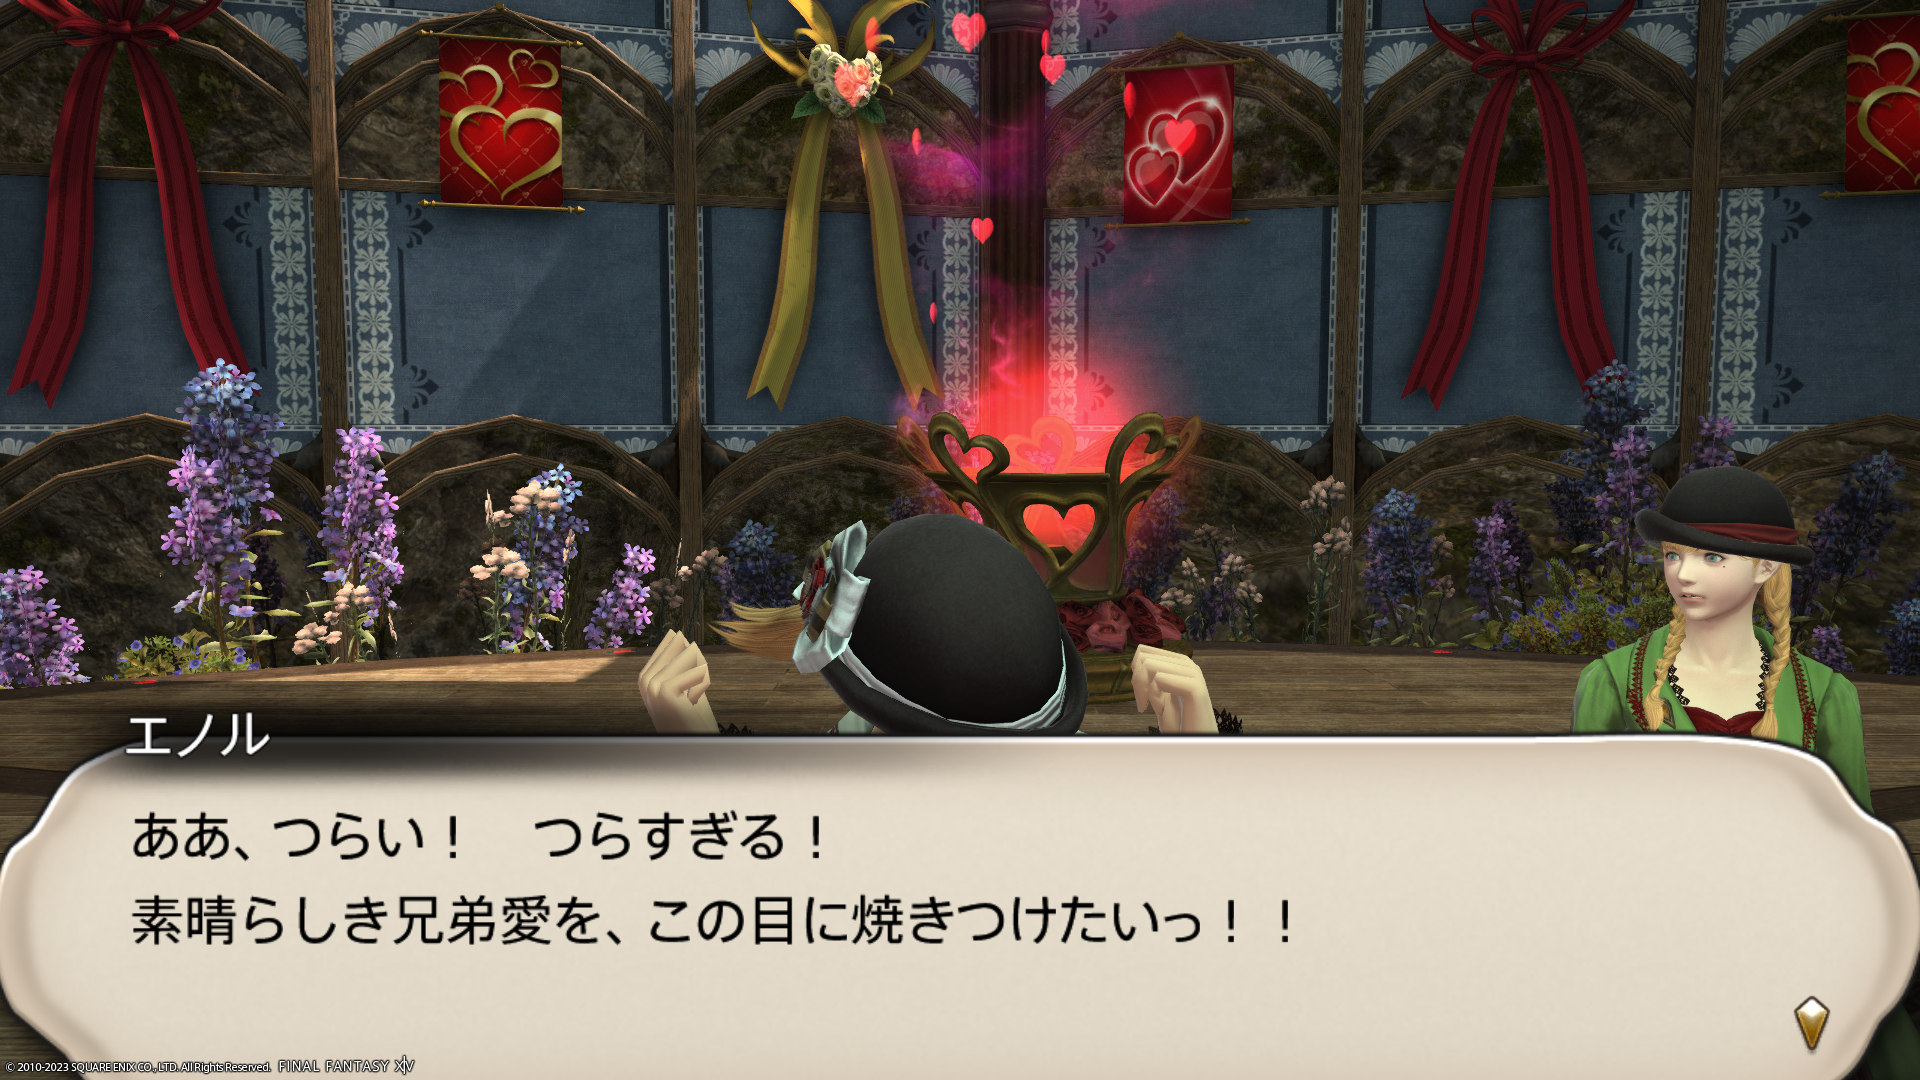 エノル
ああ、つらい！　つらすぎる！
素晴らしき兄弟愛を、この目に焼きつけたいっ！！
© 2010-2023 SQUARE ENIX CO., LTD. All Rights Reserved. FINAL FANTASY XIV